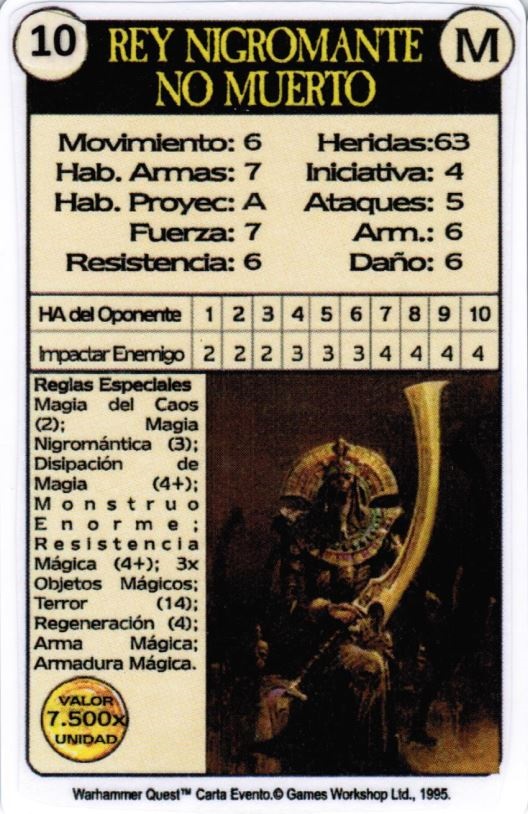 10 REY NIGROMANTE M
NO MUERTO
Movimiento: 6 Heridas:63
Hab. Armas: 7 Iniciativa: 4
Hab. Proyec: A Ataques: 5
Fuerza: 7 Arm.: 6
Resistencia: 6 Daño: 6
HA del Oponente 1 2 3 4 5 6 7 8 9 10
Impactar Enemigo 2 2 2 3 3 3 4 4 4 4
Reglas Especiales
Magia del Caos
(2); Magia
Nigromántica (3);
Disipación de
Magia (4+);
Monstruo
Enorme;
Resistencia
Mágica (4+); 3x
Objetos Mágicos;
Terror (14);
Regeneración (4);
Arma Mágica;
Armadura Mágica.
VALOR
7.500x
UNIDAD
Warhammer Quest™ Carta Evento.© Games Workshop Ltd., 1995.